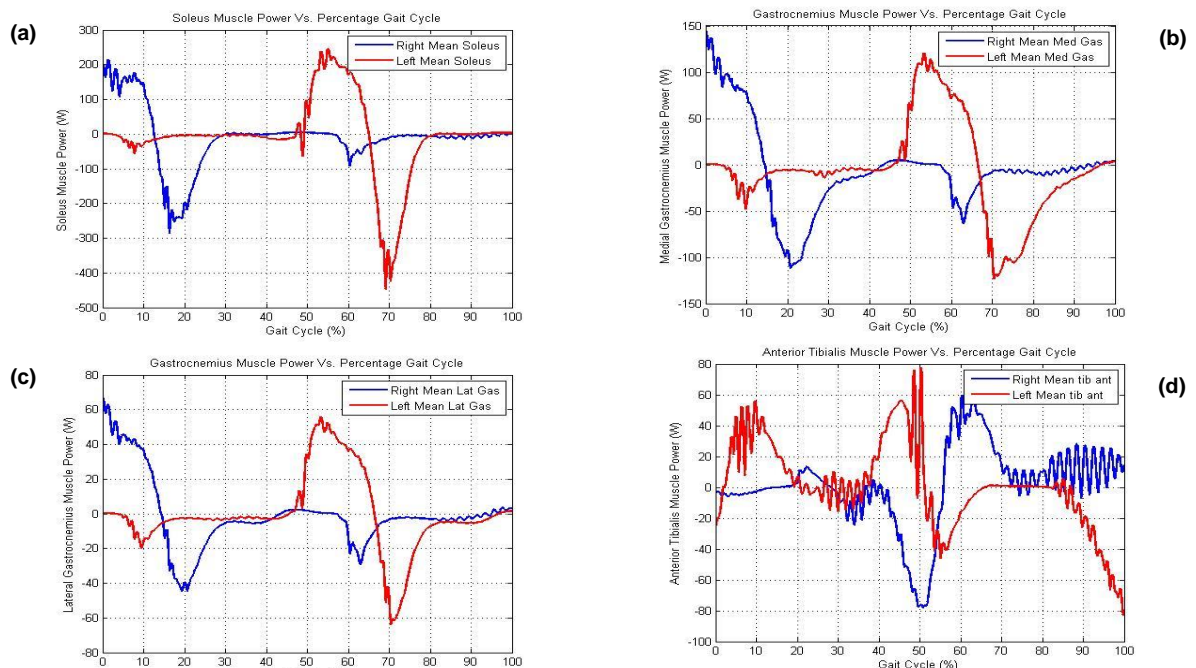 (a)
Soleus Muscle Power Vs. Percentage Gait Cycle
Soleus Muscle Power (W)
300
200
100
0
-100
-200
-300
-400
-500
Right Mean Soleus
Left Mean Soleus
0 10 20 30 40 50 60 70 80 90 100
Gait Cycle (%)
(b)
Gastrocnemius Muscle Power Vs. Percentage Gait Cycle
Medial Gastrocnemius Muscle Power (W)
150
100
50
0
-50
-100
-150
Right Mean Med Gas
Left Mean Med Gas
0 10 20 30 40 50 60 70 80 90 100
Gait Cycle (%)
(c)
Gastrocnemius Muscle Power Vs. Percentage Gait Cycle
Lateral Gastrocnemius Muscle Power (W)
80
60
40
20
0
-20
-40
-60
-80
Right Mean Lat Gas
Left Mean Lat Gas
0 10 20 30 40 50 60 70 80 90 100
Gait Cycle (%)
(d)
Anterior Tibialis Muscle Power Vs. Percentage Gait Cycle
Anterior Tibialis Muscle Power (W)
80
60
40
20
0
-20
-40
-60
-80
-100
Right Mean tib ant
Left Mean tib ant
0 10 20 30 40 50 60 70 80 90 100
Gait Cycle (%)